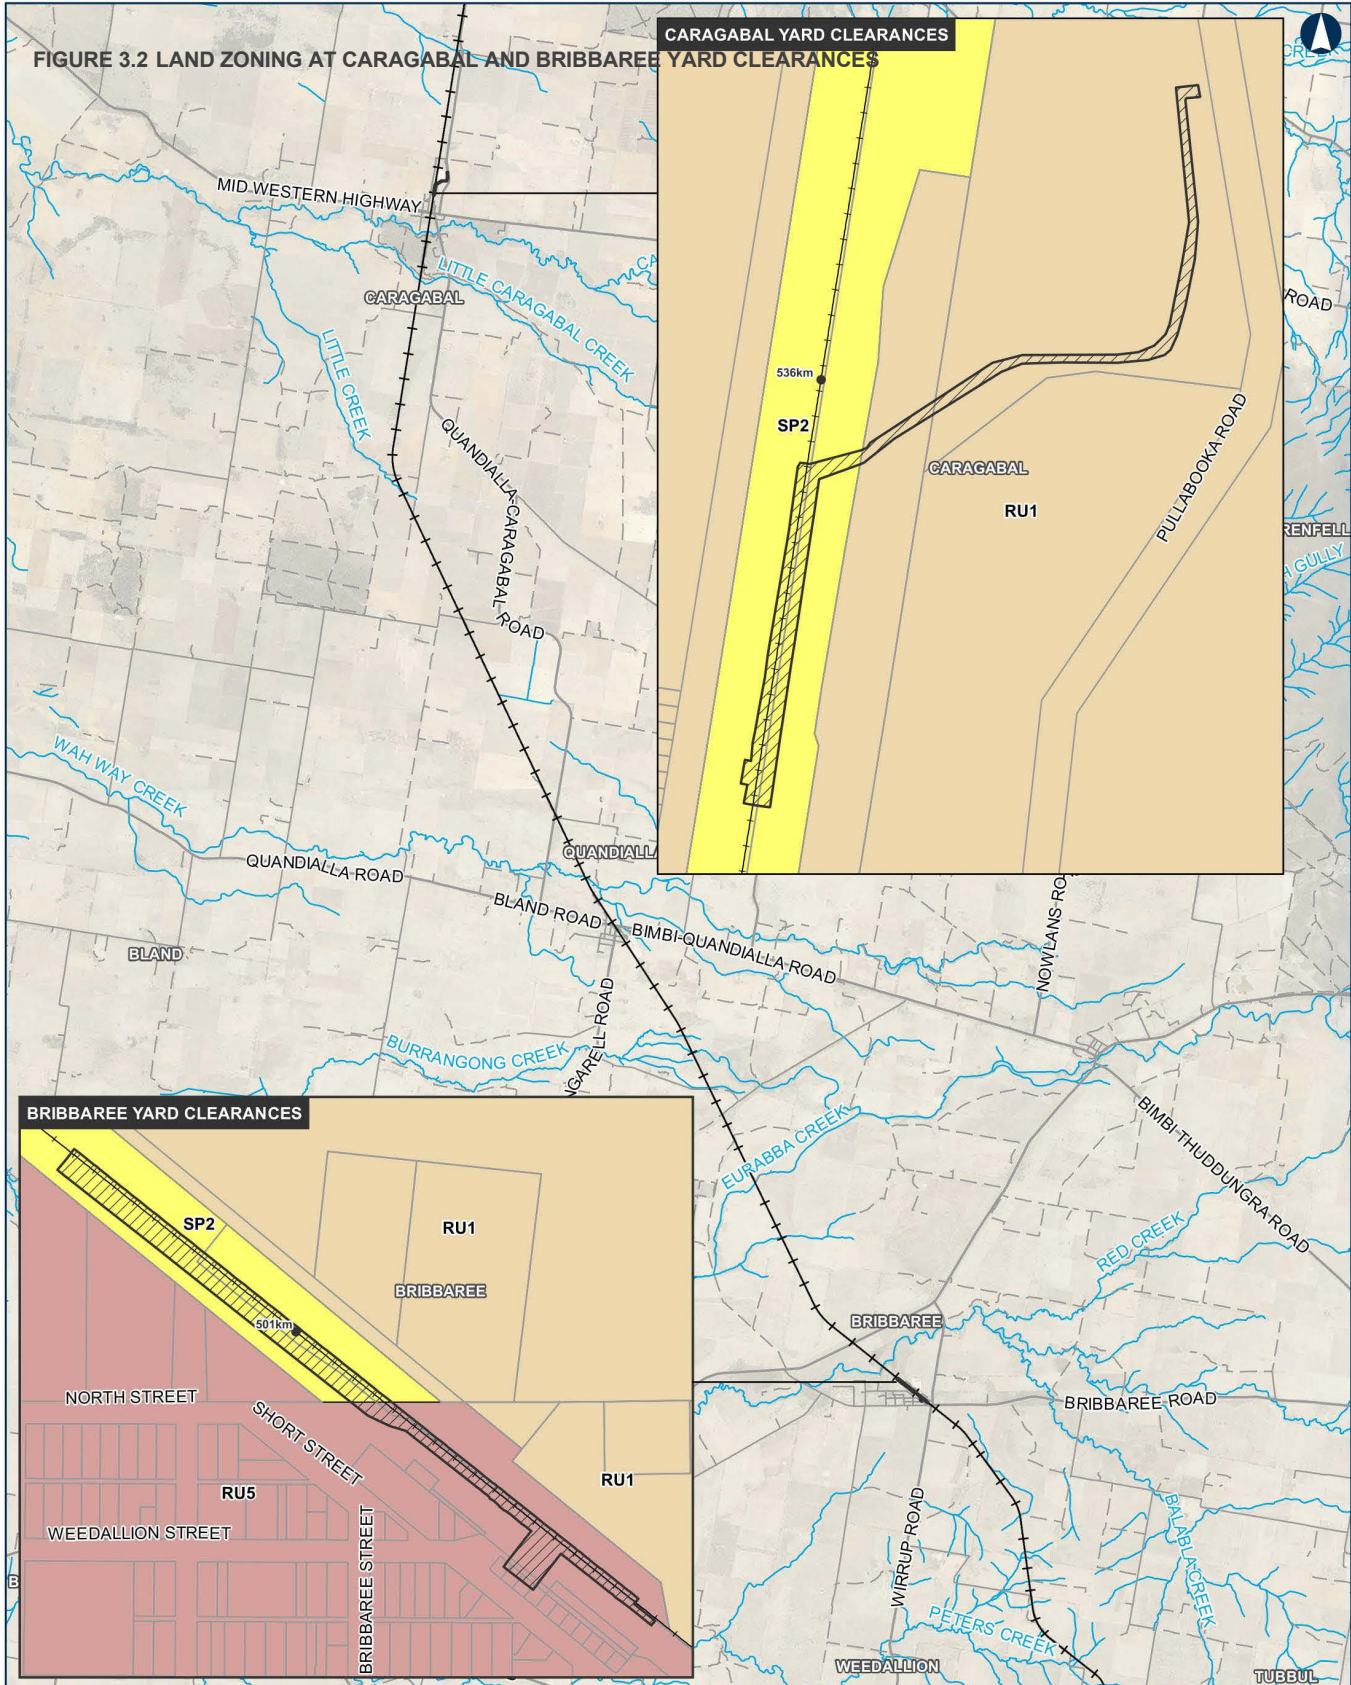 FIGURE 3.2 LAND ZONING AT CARAGABAL AND BRIBBAREE YARD CLEARANCES
CARAGABAL YARD CLEARANCES
536km
SP2
CARAGABAL
RU1
PULLABOOKA ROAD
ROAD
GULLY
MID WESTERN HIGHWAY
LITTLE CARAGABAL CREEK
CARAGABAL
LITTLE CREEK
QUANDIALLA-CARAGABAL ROAD
WAH WAY CREEK
QUANDIALLA ROAD
QUANDIALLA
BLAND ROAD
BIMBI-QUANDIALLA ROAD
NOWLANS ROAD
BLAND
BURRANGONG CREEK
NGARELL ROAD
EURABBA CREEK
BIMBI THUDDUNGRA ROAD
RED CREEK
BRIBBAREE
BRIBBAREE ROAD
WIRRUP ROAD
BALABLA CREEK
PETERS CREEK
WEEDALLION
TUBBUL
BRIBBAREE YARD CLEARANCES
SP2
RU1
BRIBBAREE
501km
NORTH STREET
SHORT STREET
RU1
RU5
WEEDALLION STREET
BRIBBAREE STREET